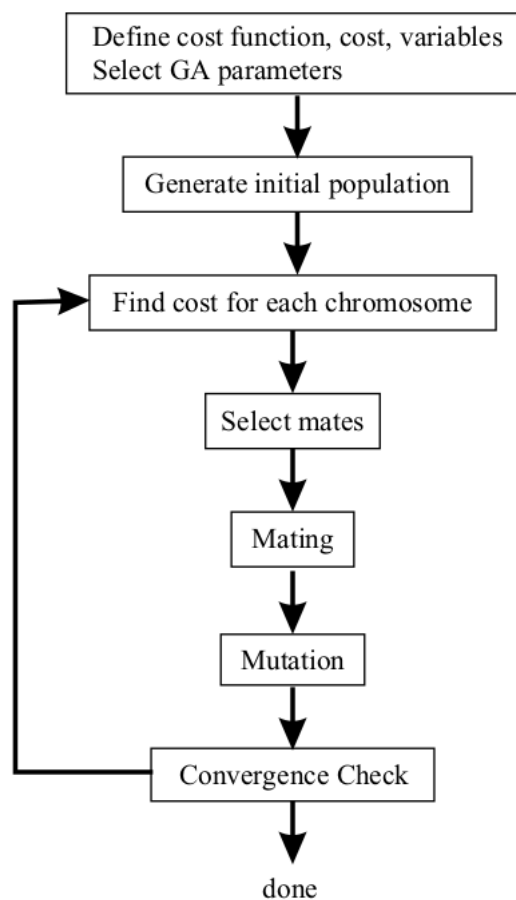 Define cost function, cost, variables
Select GA parameters
Generate initial population
Find cost for each chromosome
Select mates
Mating
Mutation
Convergence Check
done